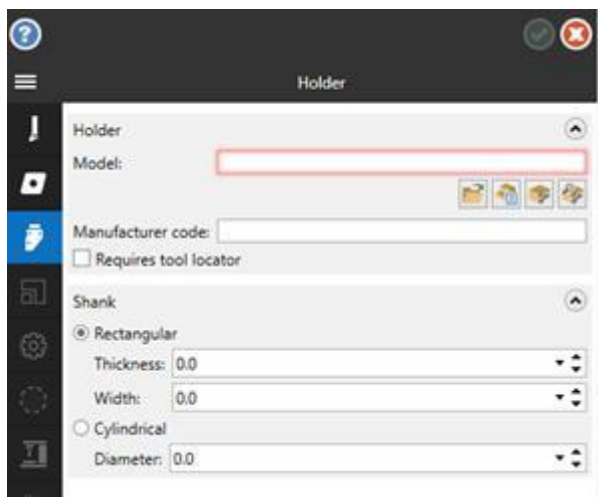 Holder
Holder
Model:
Manufacturer code:
Requires tool locator
Shank
Rectangular
Thickness: 0.0
Width: 0.0
Cylindrical
Diameter: 0.0